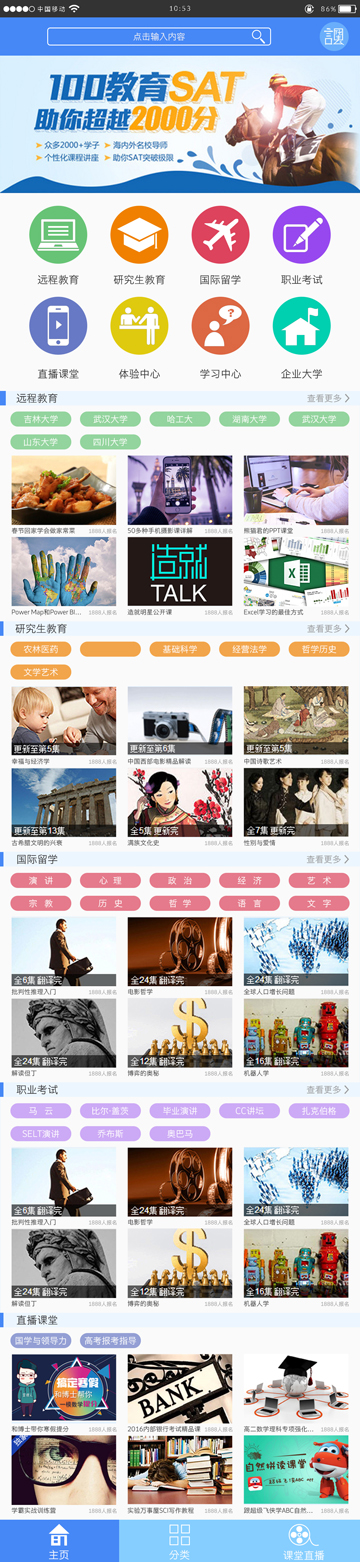 中国移动
10:53
86%
点击输入内容
100教育SAT
助你超越2000分
众多2000+学子 海内外名校导师
个性化课程讲座 助你SAT突破极限
远程教育 研究生教育 国际留学 职业考试
直播课堂 体验中心 学习中心 企业大学
远程教育 查看更多
吉林大学 武汉大学 哈工大 湖南大学 武汉大学
山东大学 四川大学
春节回家学会做家常菜 1888人报名 50多种手机摄影课详解 1888人报名 熊猫君的PPT课堂 1888人报名
造就
TALK
Power Map和Power BI... 1888人报名 造就明星公开课 1888人报名 Excel学习的最佳方式 1888人报名
研究生教育 查看更多
农林医药 基础科学 经营法学 哲学历史
文学艺术
更新至第5集 更新至第6集 更新至第5集
幸福与经济学 1888人报名 中国西部电影精品解读 1888人报名 中国诗歌艺术 1888人报名
更新至第13集 全5集 更新完 全7集 更新完
古希腊文明的兴衰 1888人报名 满族文化史 1888人报名 性别与爱情 1888人报名
国际留学 查看更多
演讲 心理 政治 经济 艺术
宗教 历史 哲学 语言 文字
全6集 翻译完 全24集 翻译完 全24集 翻译完
批判性推理入门 1888人报名 电影哲学 1888人报名 全球人口增长问题 1888人报名
全24集 翻译完 全12集 翻译完 全16集 翻译完
解读但丁 1888人报名 博弈的奥秘 1888人报名 机器人学 1888人报名
职业考试 查看更多
马云 比尔·盖茨 毕业演讲 CC讲坛 扎克伯格
SELT演讲 乔布斯 奥巴马
全6集 翻译完 全24集 翻译完 全24集 翻译完
批判性推理入门 1888人报名 电影哲学 1888人报名 全球人口增长问题 1888人报名
全24集 翻译完 全12集 翻译完 全16集 翻译完
解读但丁 1888人报名 博弈的奥秘 1888人报名 机器人学 1888人报名
直播课堂
国学与领导力 高考报考指导
搞定寒假
和博士帮你
一根数学提分
BANK
和博士带你寒假提分 1888人报名 2016内部银行考试精品课 1888人报名 高二数学理科专项强化... 1888人报名
自然拼读课堂
学霸实战训练营 1888人报名 实验万事屋SCI写作教程 1888人报名 跟超级飞侠学ABC自然... 1888人报名
主页 分类 课堂直播